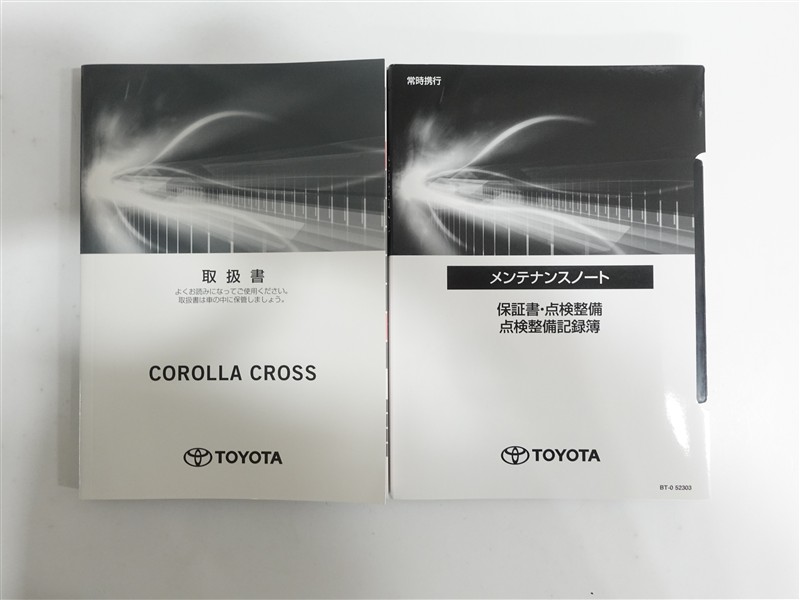 取扱書
よくお読みになってご使用ください。
取扱書は車の中に保管しましょう。
COROLLA CROSS
TOYOTA
常時携行
メンテナンスノート
保証書・点検整備
点検整備記録簿
TOYOTA
BT-0 52303